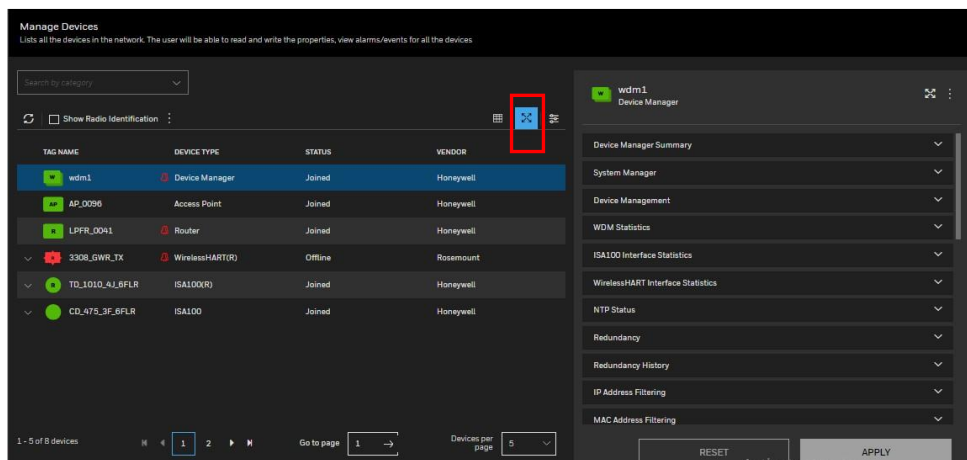 Manage Devices
Lists all the devices in the network. The user will be able to read and write the properties, view alarms/events for all the devices
Search by category
Show Radio Identification
TAG NAME DEVICE TYPE STATUS VENDOR
W wdm1 Device Manager Joined Honeywell
AP AP_0096 Access Point Joined Honeywell
R LPFR_0041 Router Joined Honeywell
3308_GWR_TX WirelessHART(R) Offline Rosemount
R TD_1010_4J_6FLR ISA100(R) Joined Honeywell
CD_475_3F_6FLR ISA100 Joined Honeywell
1 - 5 of 8 devices 1 2 Go to page 1 Devices per page 5
W wdm1
Device Manager
Device Manager Summary
System Manager
Device Management
WDM Statistics
ISA100 Interface Statistics
WirelessHART Interface Statistics
NTP Status
Redundancy
Redundancy History
IP Address Filtering
MAC Address Filtering
RESET APPLY